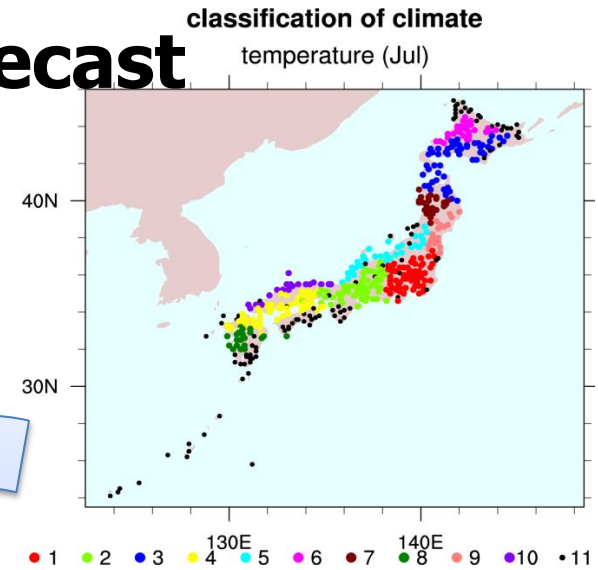 classification of climate
ecast
temperature (Jul)
40N
30N
130E 140E
1 2 3 4 5 6 7 8 9 10 11